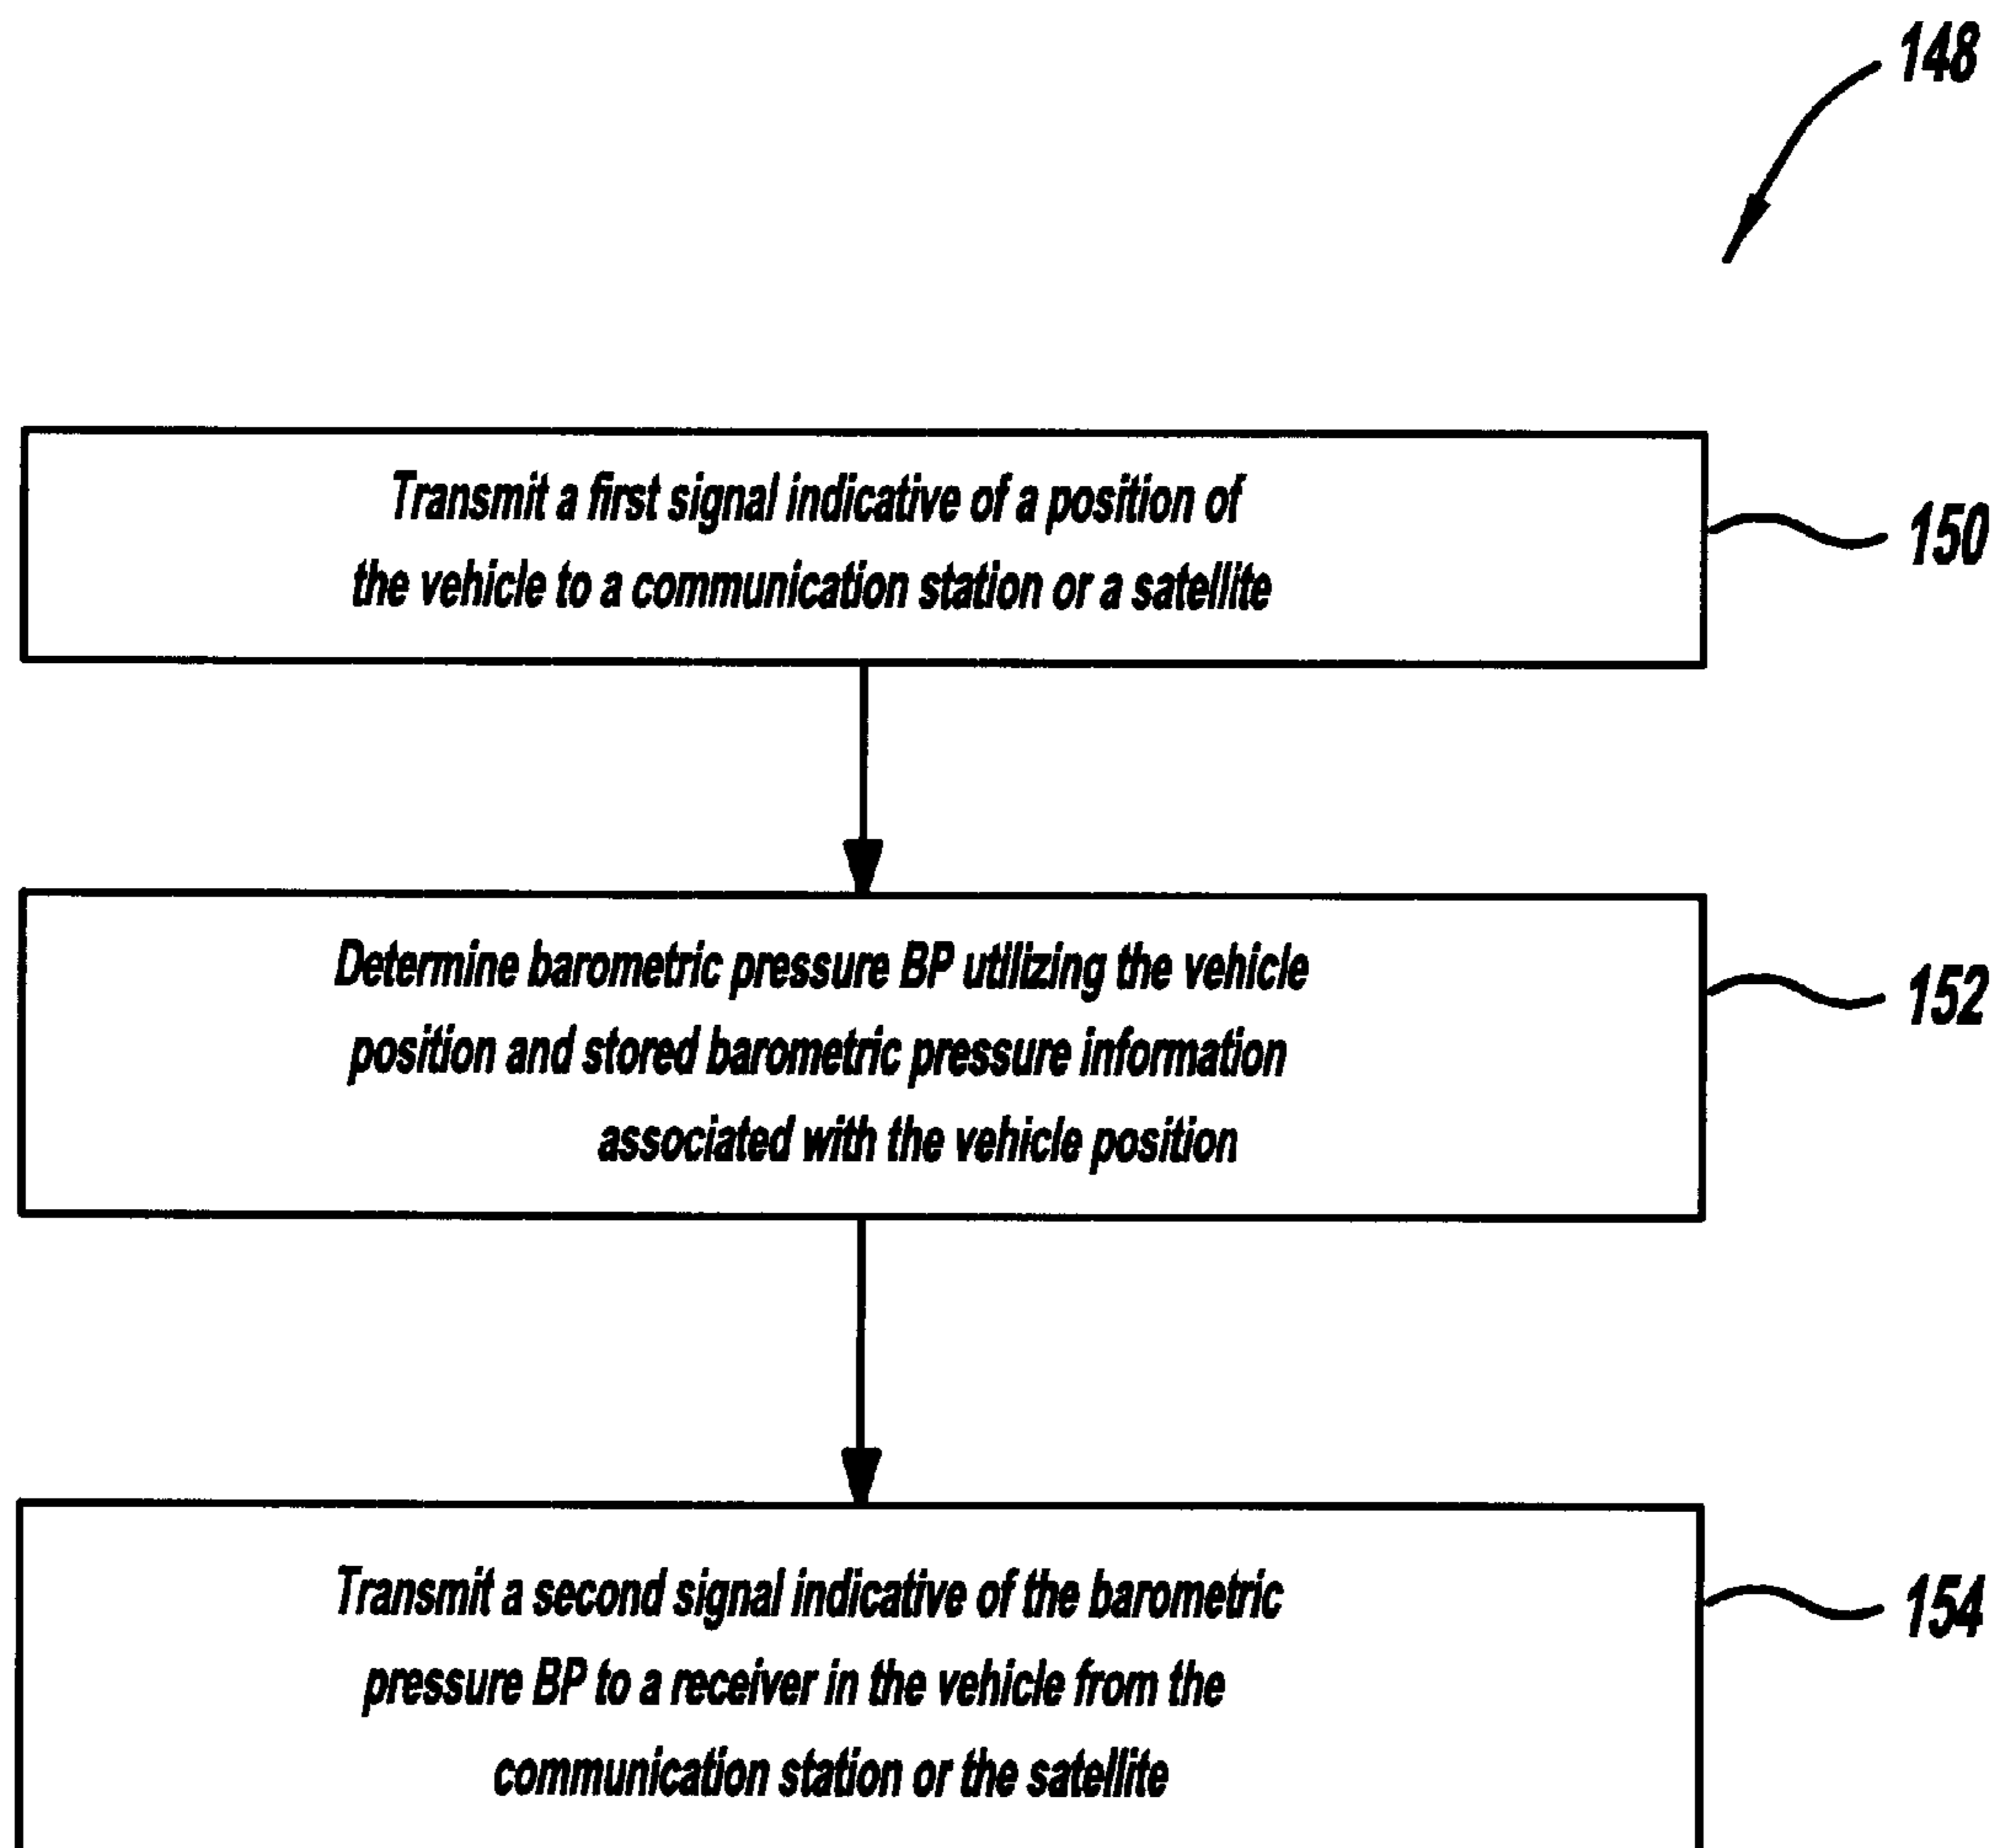 148
Transmit a first signal indicative of a position of
the vehicle to a communication station or a satellite
150
Determine barometric pressure BP utilizing the vehicle
position and stored barometric pressure information
associated with the vehicle position
152
Transmit a second signal indicative of the barometric
pressure BP to a receiver in the vehicle from the
communication station or the satellite
154